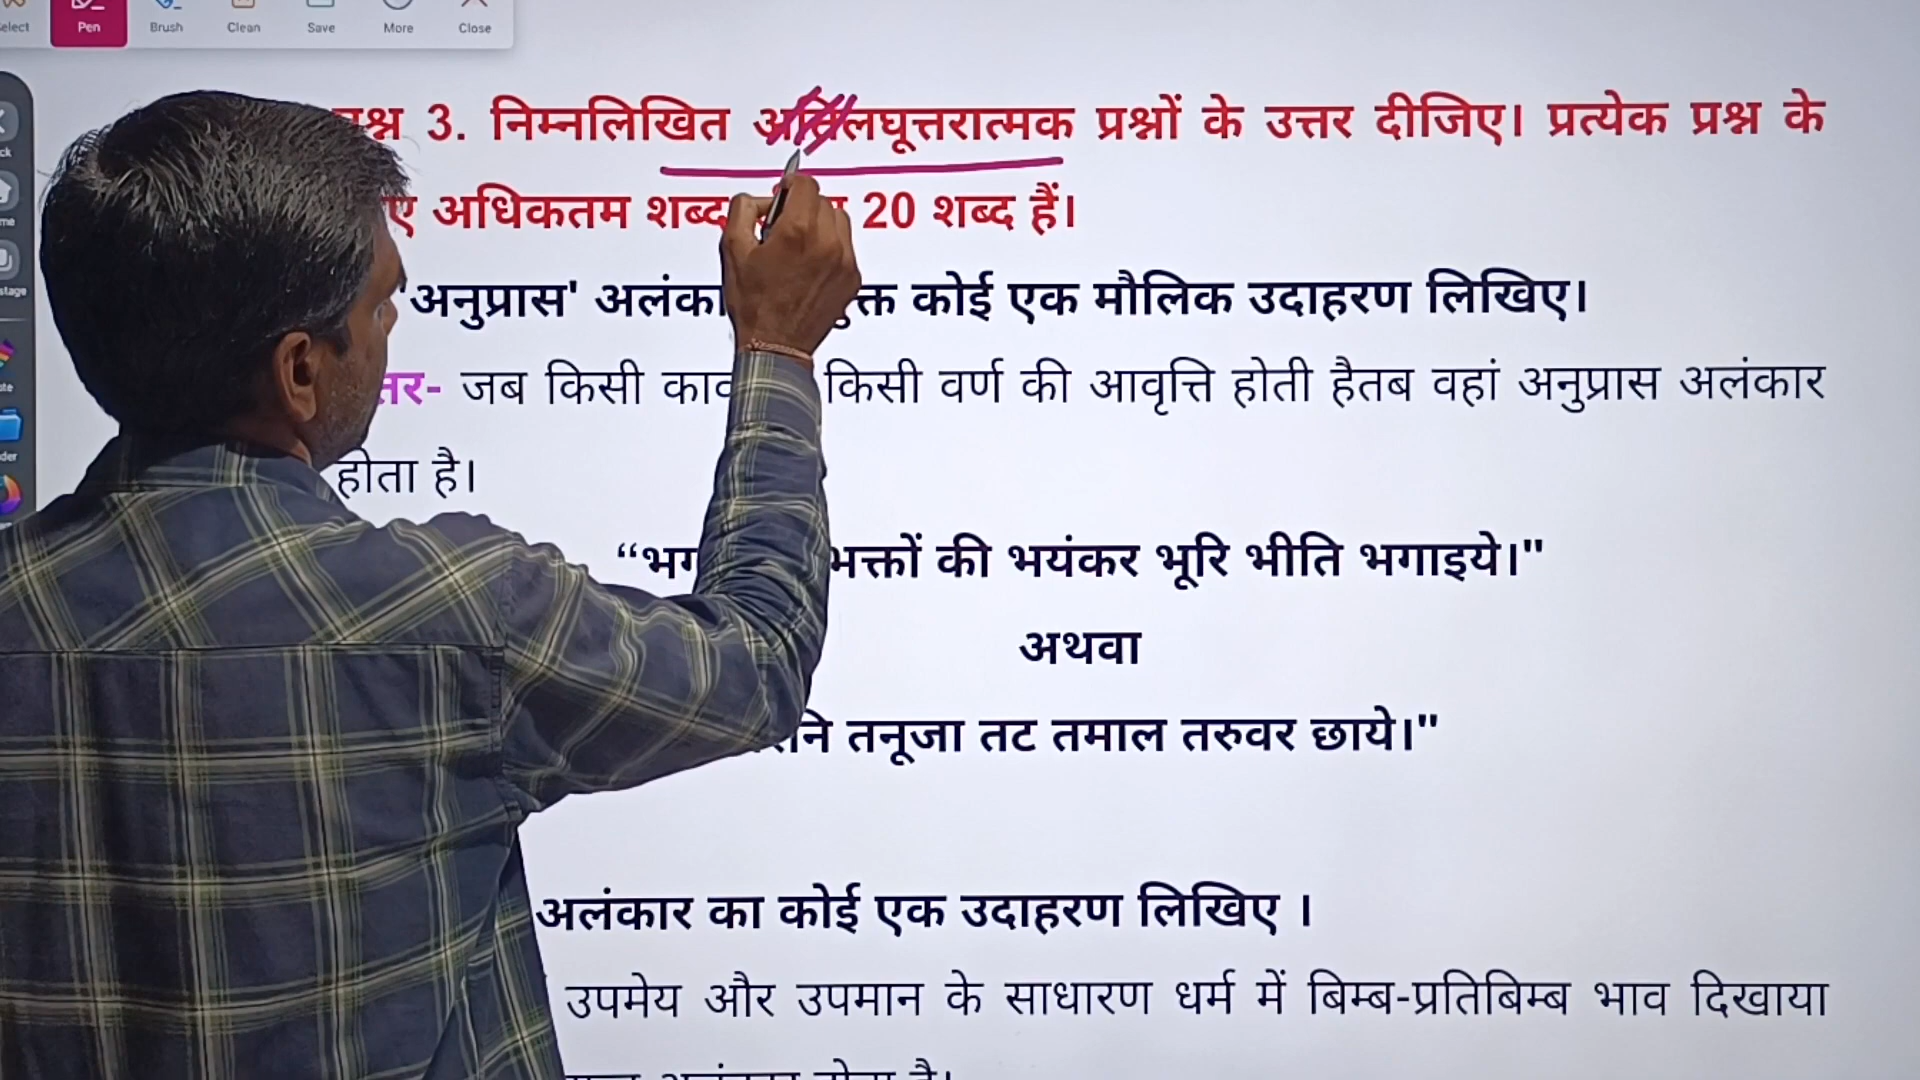 Pen Brush Clean Save More Close
3. निम्नलिखित अतिलघूत्तरात्मक प्रश्नों के उत्तर दीजिए। प्रत्येक प्रश्न के
अधिकतम शब्द 20 शब्द हैं।
'अनुप्रास' कोई एक मौलिक उदाहरण लिखिए।
जब किसी किसी वर्ण की आवृत्ति होती हैतब वहां अनुप्रास अलंकार
होता है।
भक्तों की भयंकर भूरि भीति भगाइये।"
अथवा
तनूजा तट तमाल तरुवर छाये।"
अलंकार का कोई एक उदाहरण लिखिए ।
उपमेय और उपमान के साधारण धर्म में बिम्ब-प्रतिबिम्ब भाव दिखाया